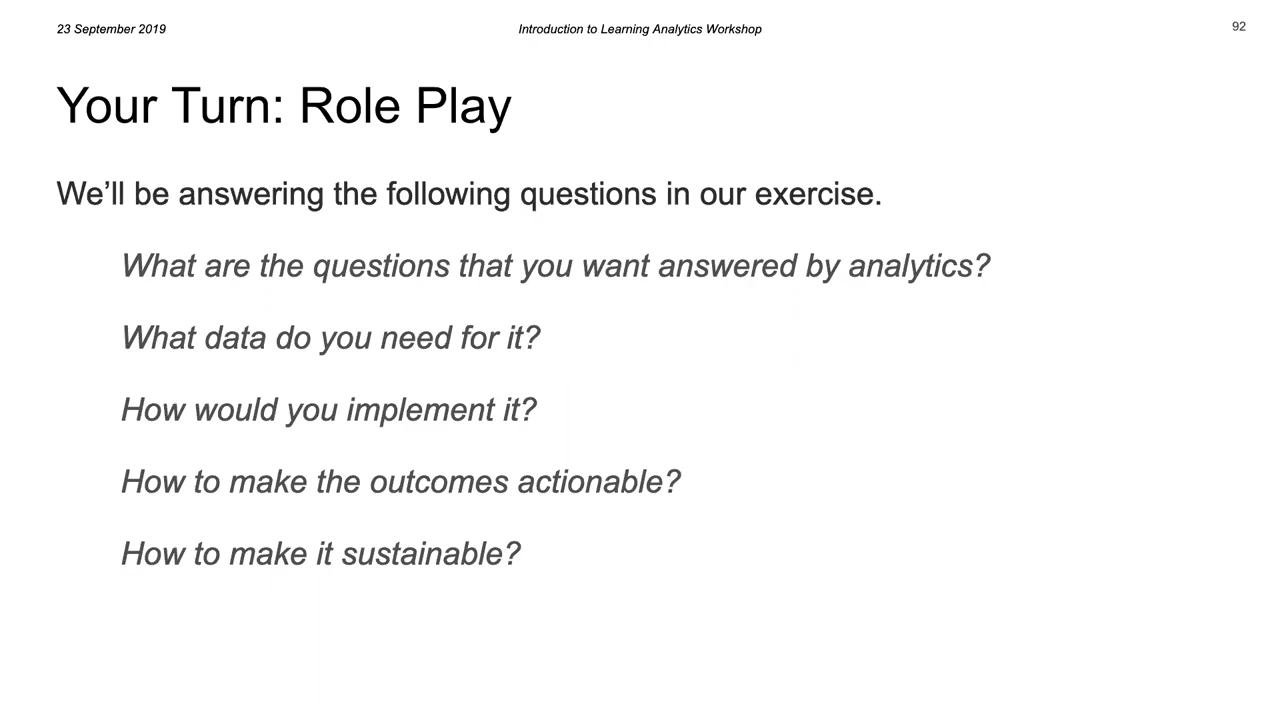 23 September 2019
Introduction to Learning Analytics Workshop
92
Your Turn: Role Play
We’ll be answering the following questions in our exercise.
What are the questions that you want answered by analytics?
What data do you need for it?
How would you implement it?
How to make the outcomes actionable?
How to make it sustainable?